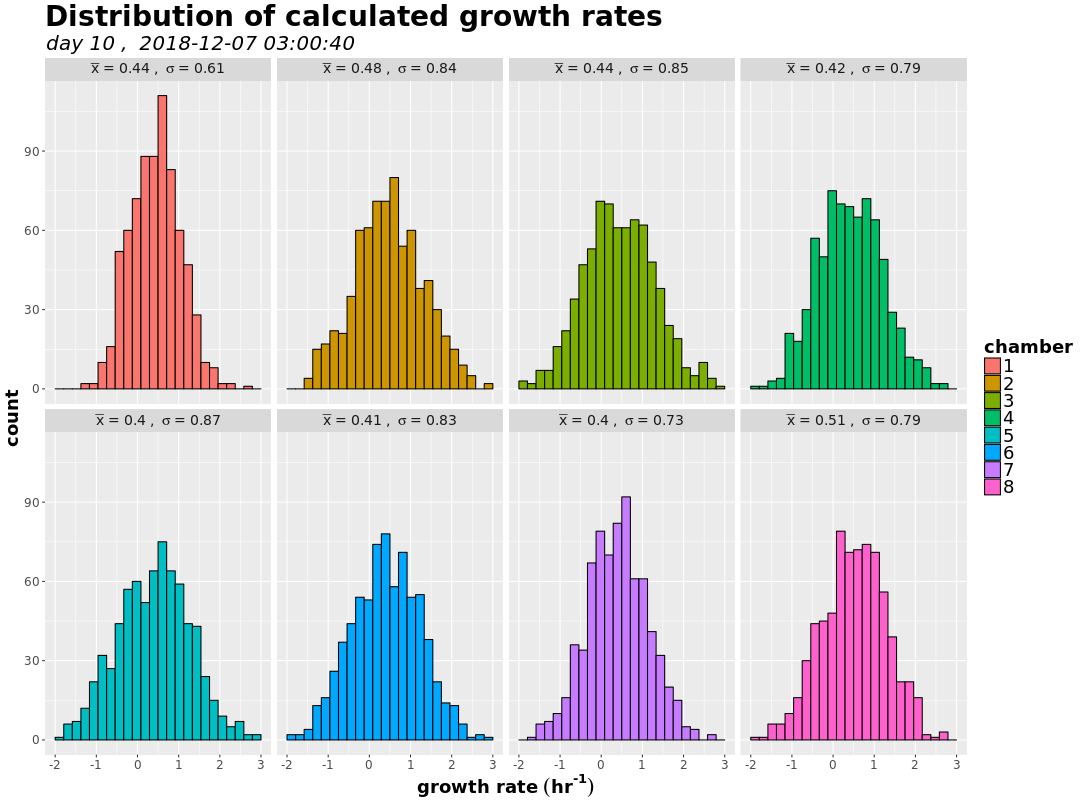 Distribution of calculated growth rates
day 10 ,  2018-12-07 03:00:40
x̅ = 0.44 ,  σ = 0.61
x̅ = 0.48 ,  σ = 0.84
x̅ = 0.44 ,  σ = 0.85
x̅ = 0.42 ,  σ = 0.79
90
60
30
0
x̅ = 0.4 ,  σ = 0.87
x̅ = 0.41 ,  σ = 0.83
x̅ = 0.4 ,  σ = 0.73
x̅ = 0.51 ,  σ = 0.79
90
60
30
0
-2 -1 0 1 2 3
-2 -1 0 1 2 3
-2 -1 0 1 2 3
-2 -1 0 1 2 3
count
growth rate (hr⁻¹)
chamber
1
2
3
4
5
6
7
8